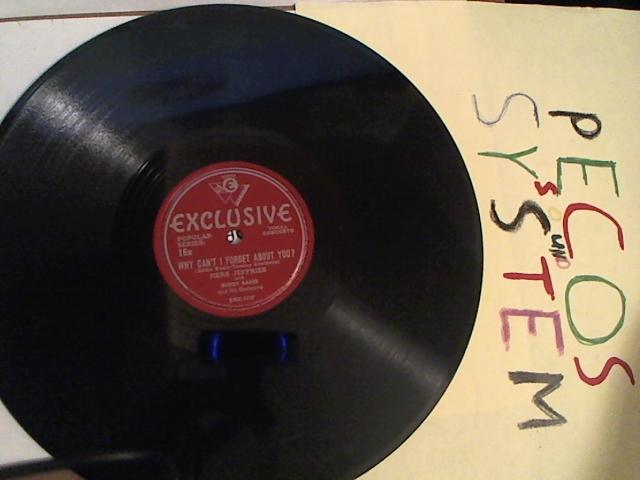 E
EXCLUSIVE
POPULAR SERIES:
VOCAL
16x
WHY CAN'T I FORGET ABOUT YOU?
HERB JEFFRIES
with
BUDDY BAKER
and his Orchestra
PECOS
SOUND
SYSTEM